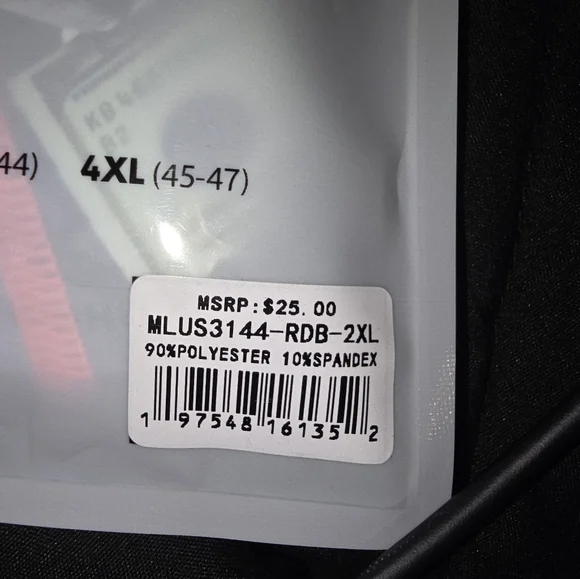 44) 4XL (45-47)
MSRP:$25.00
MLUS3144-RDB-2XL
90%POLYESTER 10%SPANDEX
1 97548 16135 2